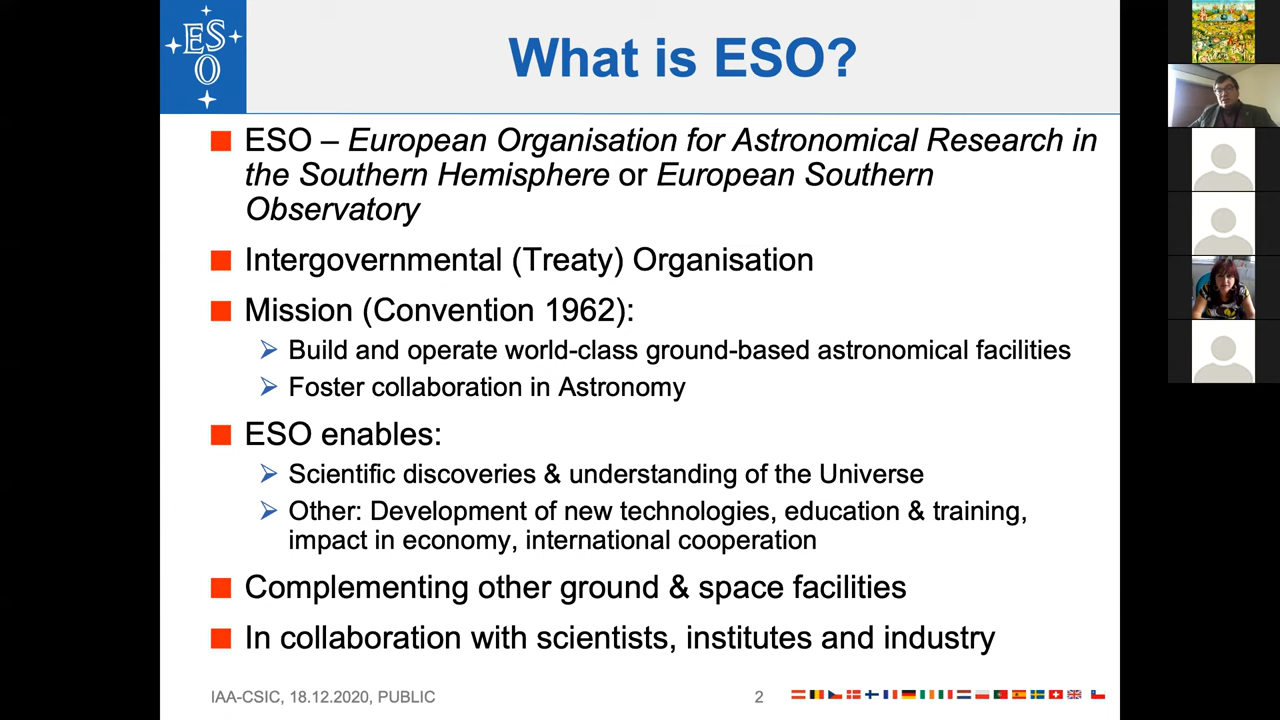 ESO
What is ESO?
ESO – European Organisation for Astronomical Research in
the Southern Hemisphere or European Southern
Observatory
Intergovernmental (Treaty) Organisation
Mission (Convention 1962):
Build and operate world-class ground-based astronomical facilities
Foster collaboration in Astronomy
ESO enables:
Scientific discoveries & understanding of the Universe
Other: Development of new technologies, education & training,
impact in economy, international cooperation
Complementing other ground & space facilities
In collaboration with scientists, institutes and industry
IAA-CSIC, 18.12.2020, PUBLIC 2